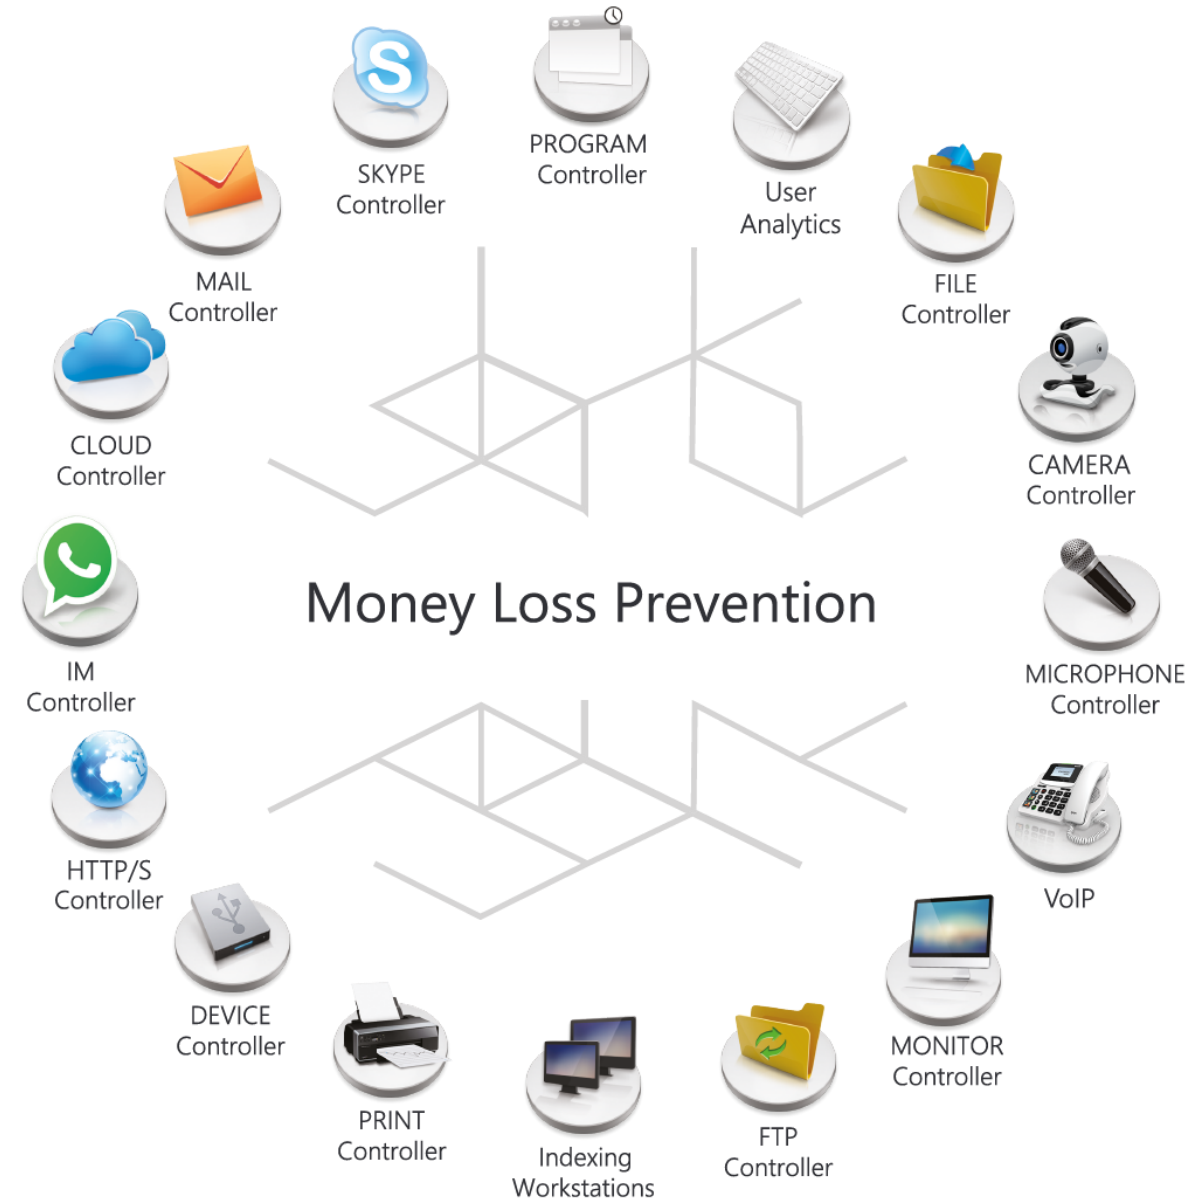 PROGRAM
Controller
User
Analytics
FILE
Controller
CAMERA
Controller
MICROPHONE
Controller
VoIP
MONITOR
Controller
FTP
Controller
Indexing
Workstations
PRINT
Controller
DEVICE
Controller
HTTP/S
Controller
IM
Controller
CLOUD
Controller
MAIL
Controller
S
SKYPE
Controller
Money Loss Prevention